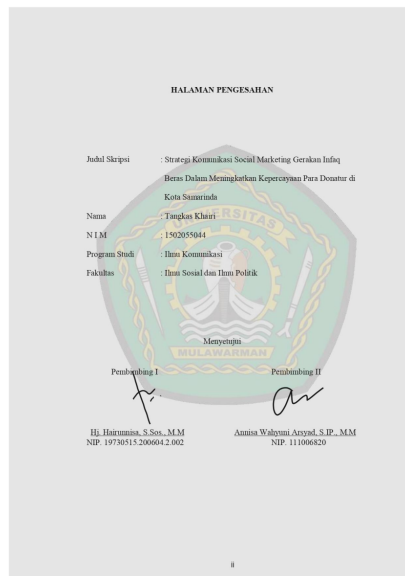 HALAMAN PENGESAHAN
Judul Skripsi : Strategi Komunikasi Social Marketing Gerakan Infaq
Beras Dalam Meningkatkan Kepercayaan Para Donatur di
Kota Samarinda
Nama : Tangkas Khairi
N I M : 1502055044
Program Studi : Ilmu Komunikasi
Fakultas : Ilmu Sosial dan Ilmu Politik
UNIVERSITAS
Menyetujui
MULAWARMAN
Pembimbing I Pembimbing II
Hj. Hairunnisa, S.Sos., M.M Annisa Wahyuni Arsyad, S.IP., M.M
NIP. 19730515.200604.2.002 NIP. 111006820
ii